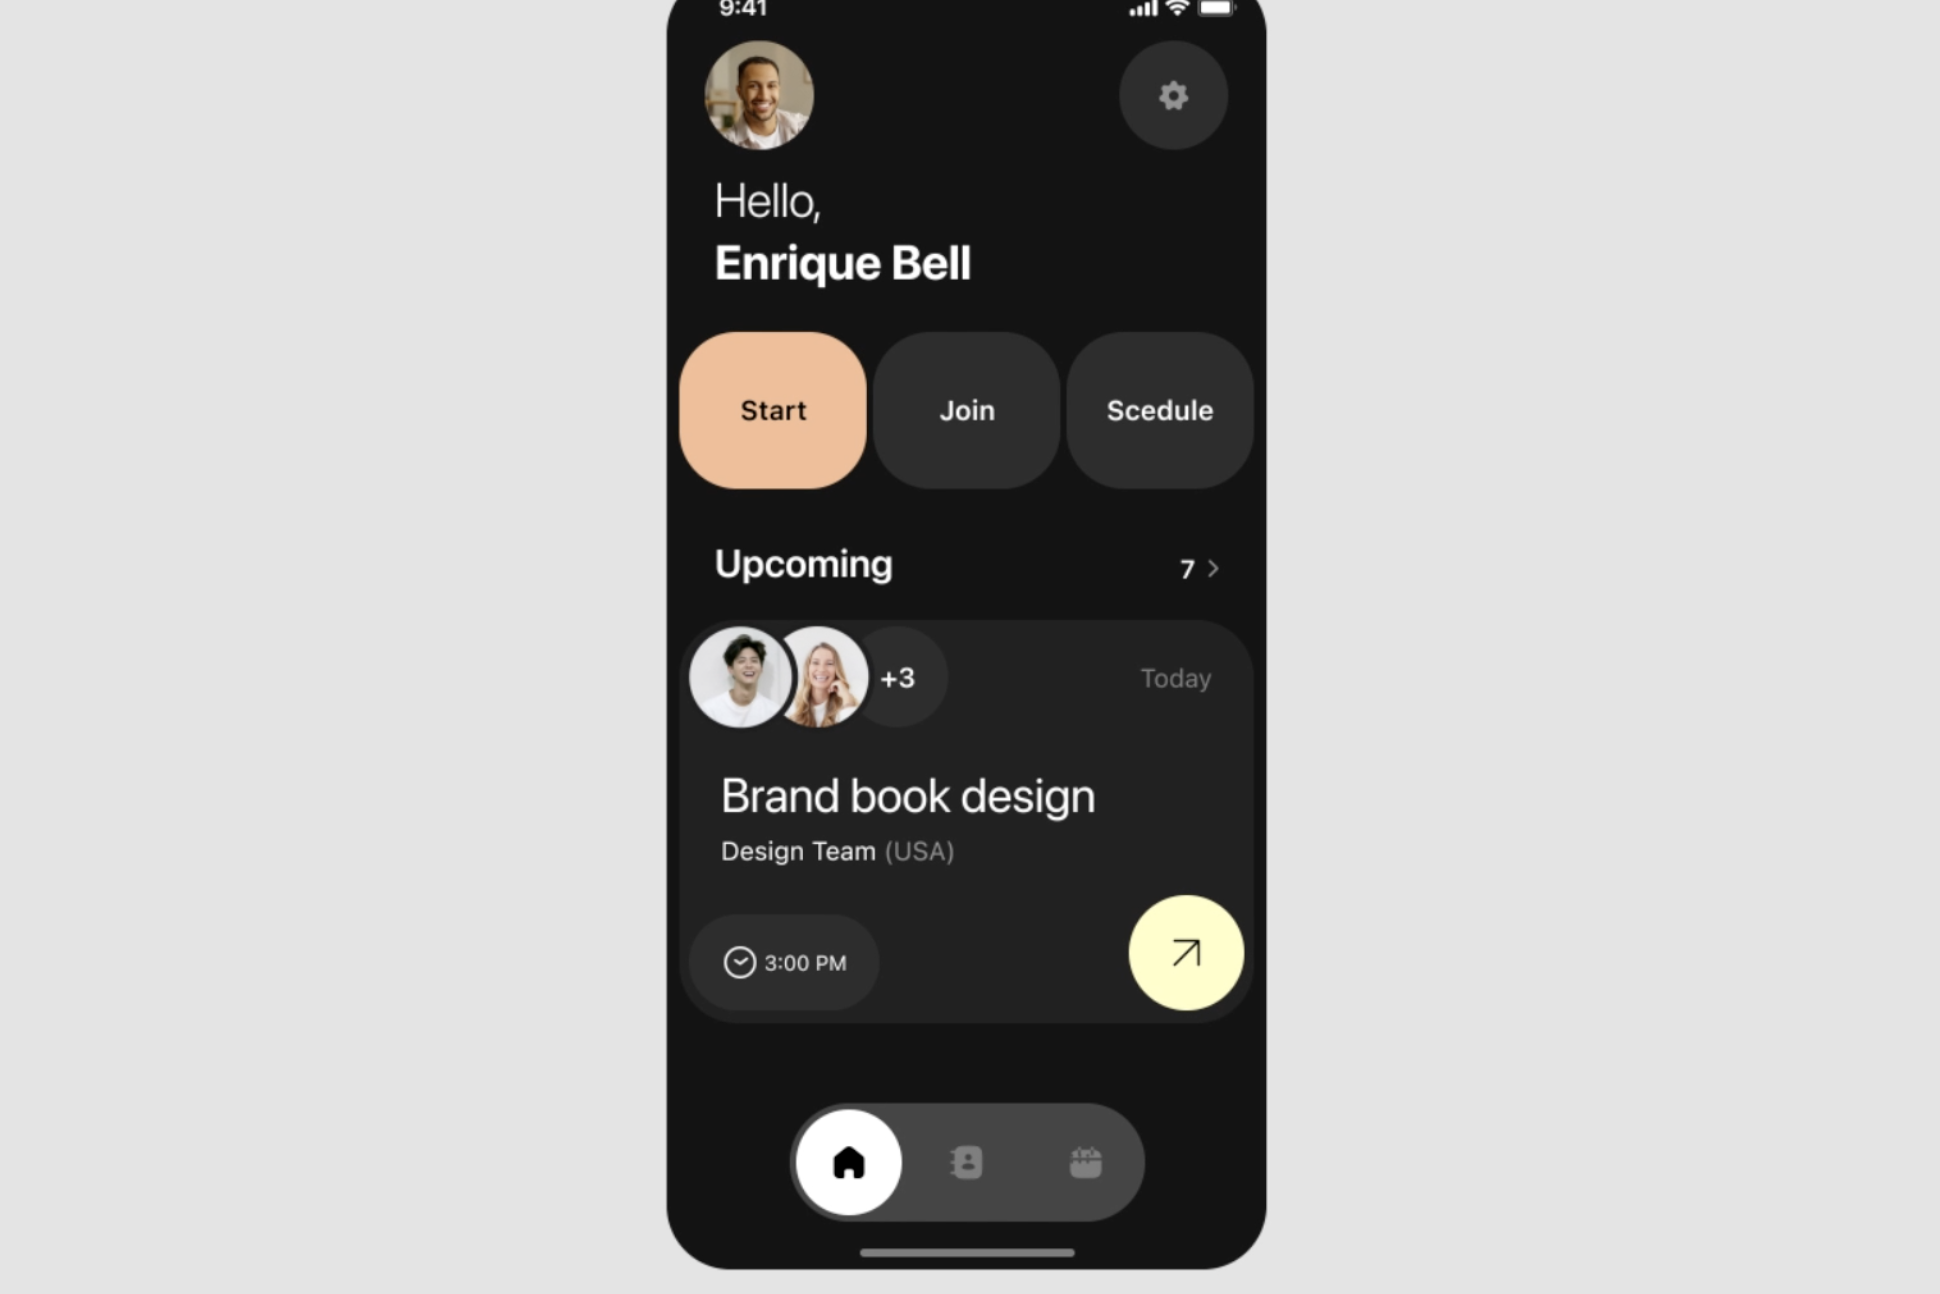 9:41
Hello,
Enrique Bell
Start
Join
Scedule
Upcoming
7
+3
Today
Brand book design
Design Team (USA)
3:00 PM